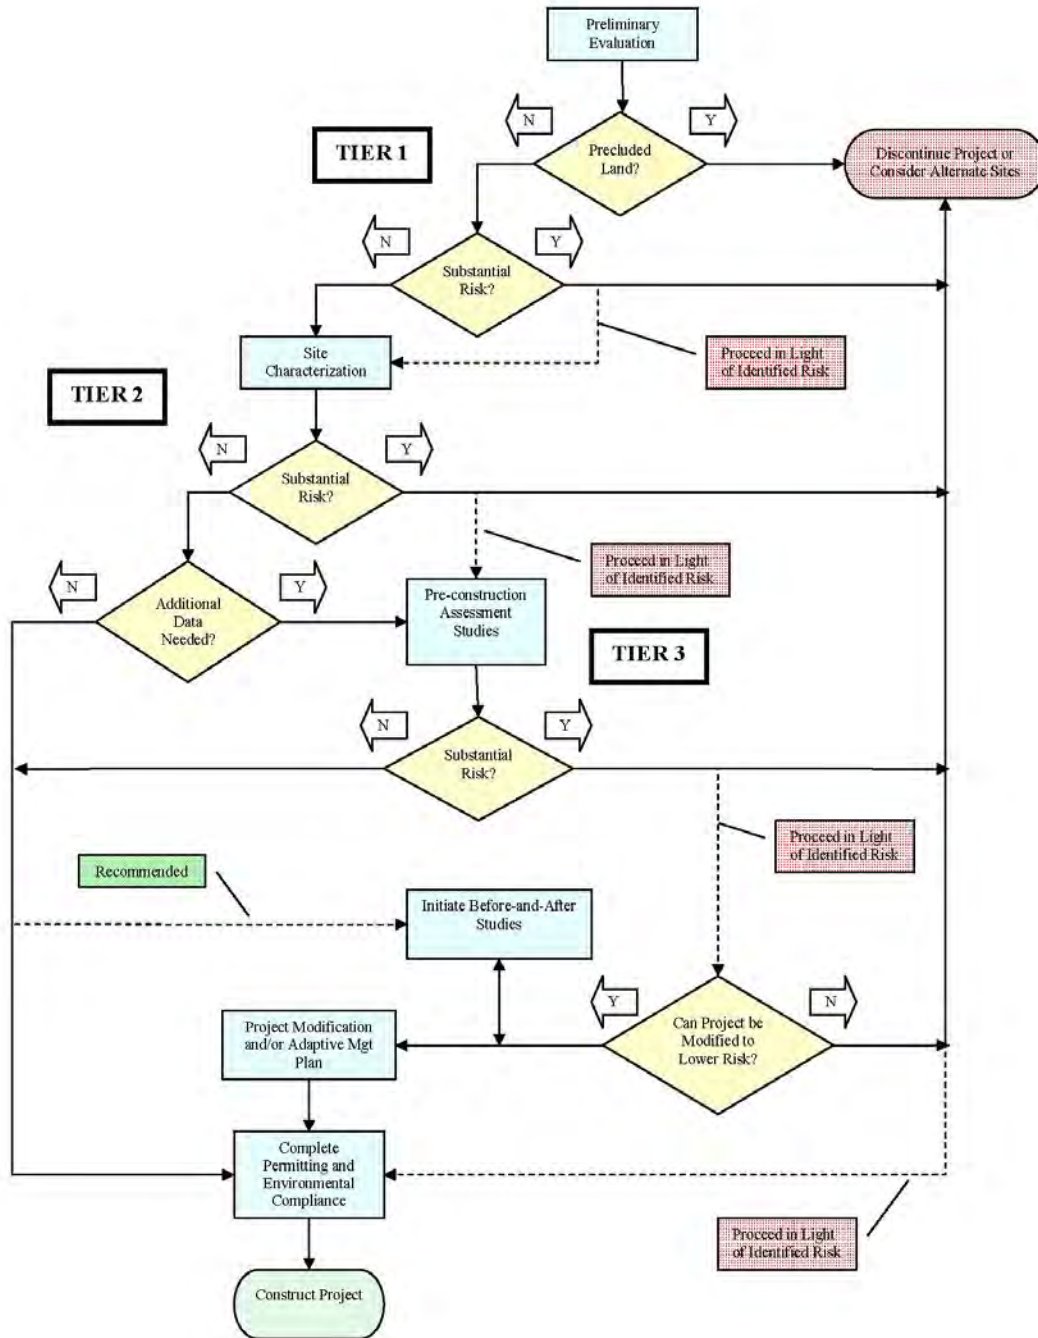 Preliminary
Evaluation
N
Y
TIER 1
Precluded
Land?
Discontinue Project or
Consider Alternate Sites
N
Y
Substantial
Risk?
Site
Characterization
Proceed in Light
of Identified Risk
TIER 2
N
Y
Substantial
Risk?
Proceed in Light
of Identified Risk
N
Y
Additional
Data
Needed?
Pre-construction
Assessment
Studies
TIER 3
N
Y
Substantial
Risk?
Proceed in Light
of Identified Risk
Recommended
Initiate Before-and-After
Studies
Y
N
Project Modification
and/or Adaptive Mgt
Plan
Can Project be
Modified to
Lower Risk?
Complete
Permitting and
Environmental
Compliance
Proceed in Light
of Identified Risk
Construct Project